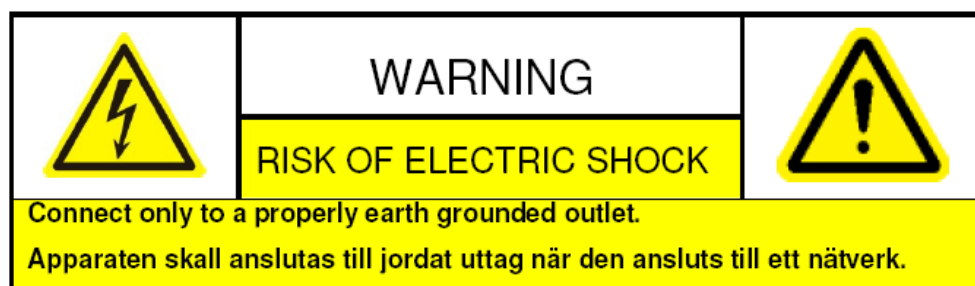 WARNING
RISK OF ELECTRIC SHOCK
Connect only to a properly earth grounded outlet.
Apparaten skall anslutas till jordat uttag när den ansluts till ett nätverk.